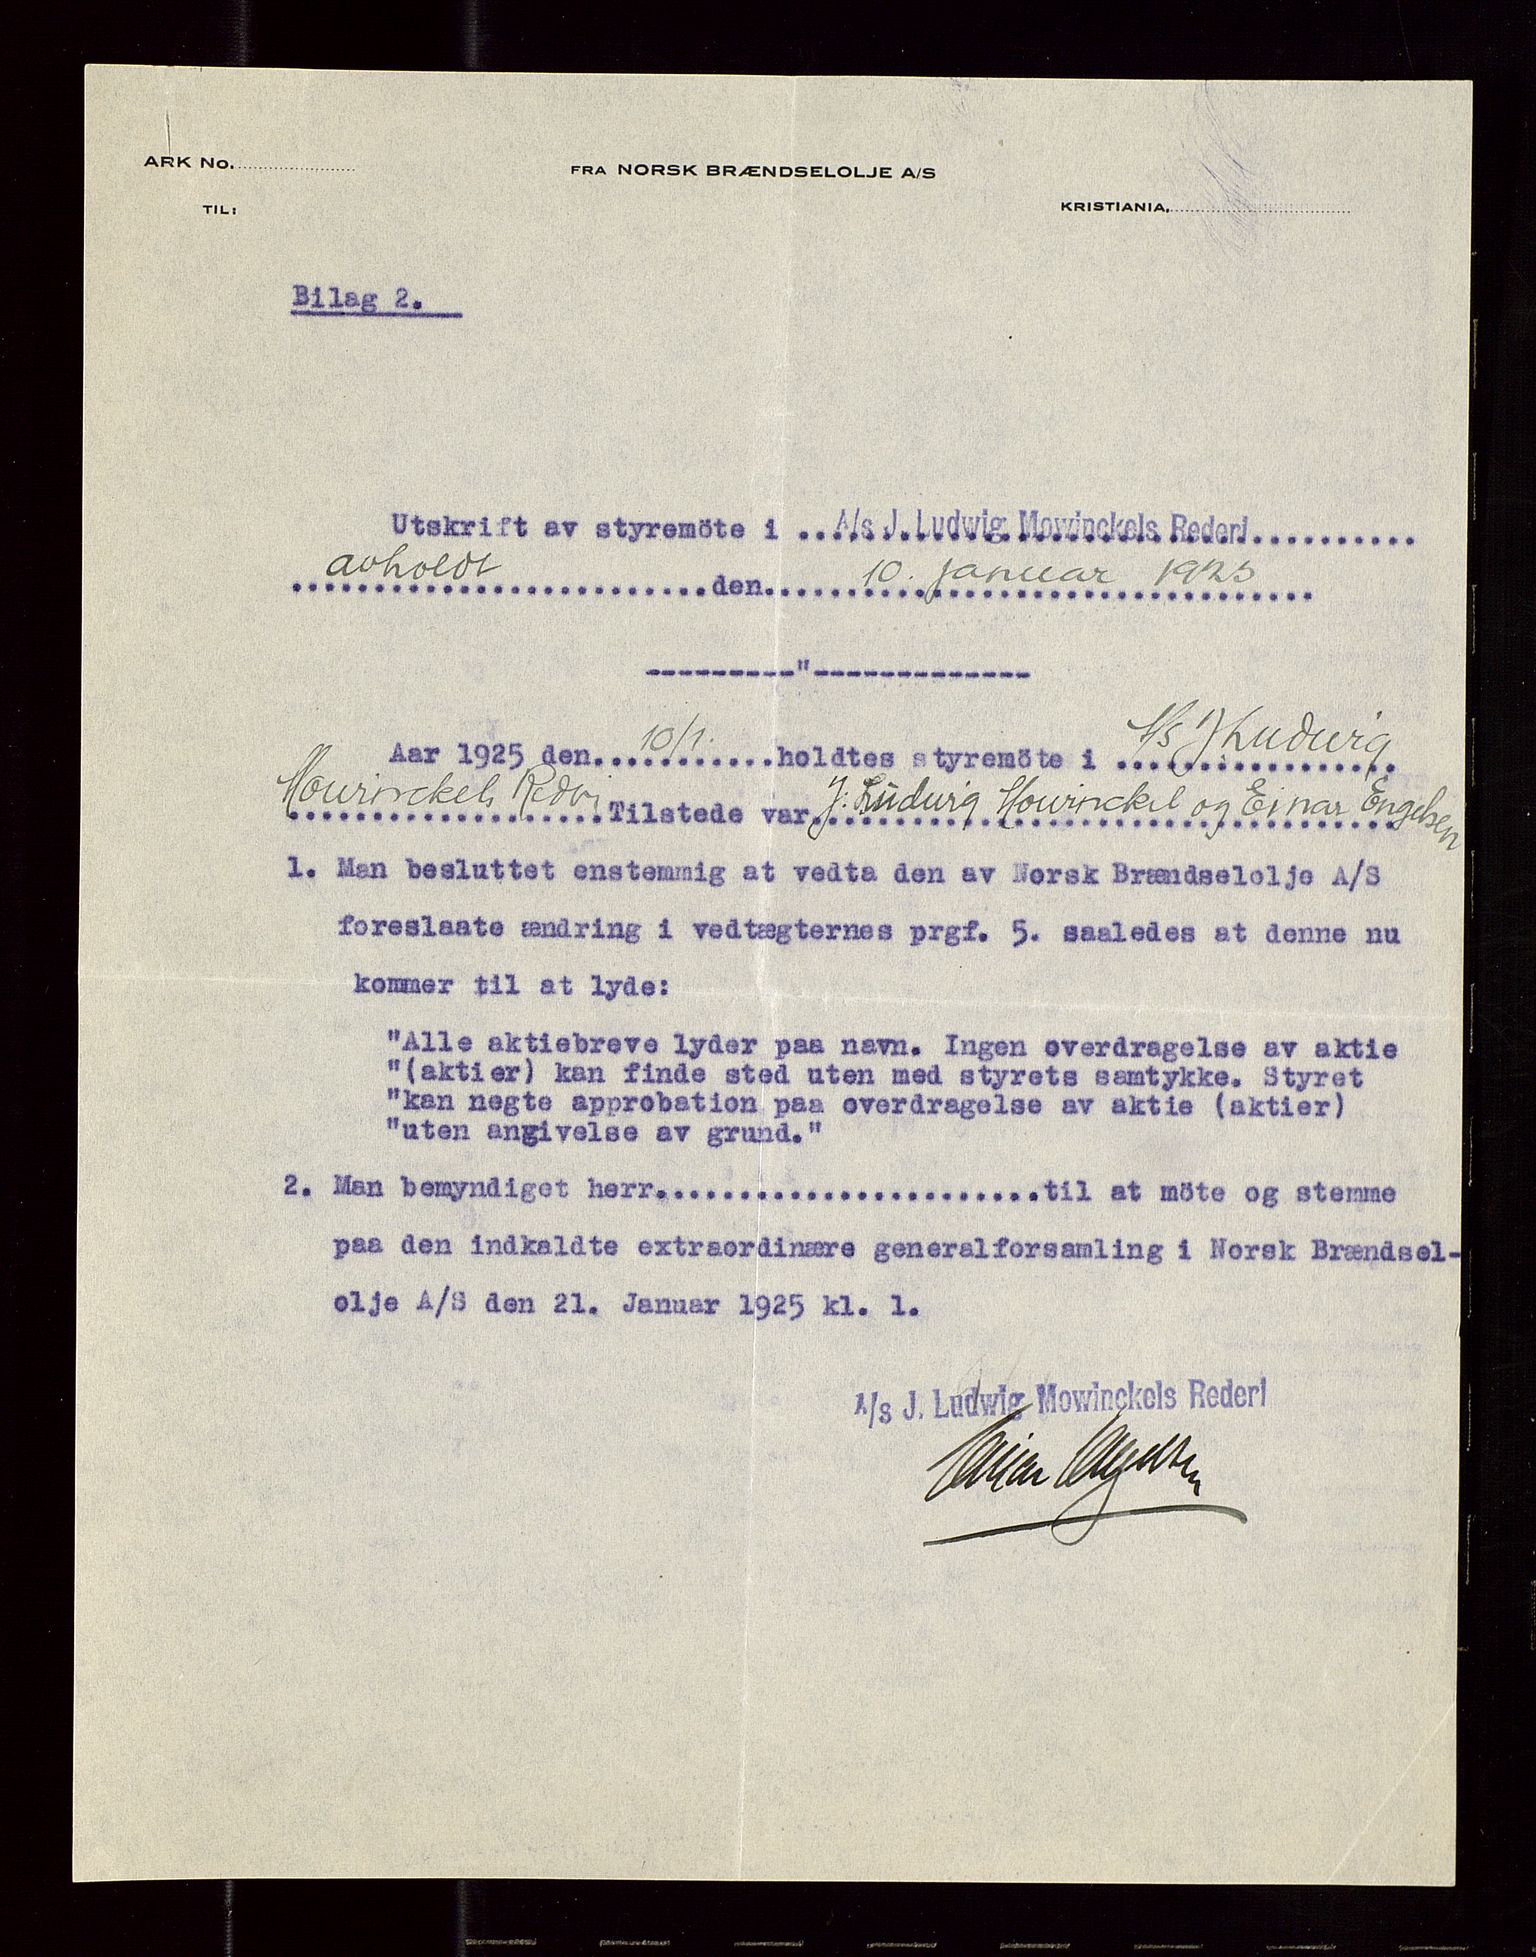 ARK No.
FRA NORSK BRÆNDSELOLJE A/S
TIL:
KRISTIANIA,
Bilag 2.
Utskrift av styremöte i ..A/s J. Ludwig Mowinckels Rederi..........
avholdt den 10. januar 1925
---------"-------------
Aar 1925 den 10/1. holdtes styremöte i A/s J Ludwig
Mowinckels Rederi Tilstede var J. Ludwig Mowinckel og Einar Engelsen
1. Man besluttet enstemmig at vedta den av Norsk Brændselolje A/S
foreslaate ændring i vedtægternes prgf. 5. saaledes at denne nu
kommer til at lyde:
"Alle aktiebreve lyder paa navn. Ingen overdragelse av aktie
"(aktier) kan finde sted uten med styrets samtykke. Styret
"kan negte approbation paa overdragelse av aktie (aktier)
"uten angivelse av grund."
2. Man bemyndiget herr.......................til at möte og stemme
paa den indkaldte extraordinære generalforsamling i Norsk Brændsel-
olje A/S den 21. Januar 1925 kl. 1.
A/s J. Ludwig Mowinckels Rederi
Einar Engelsen